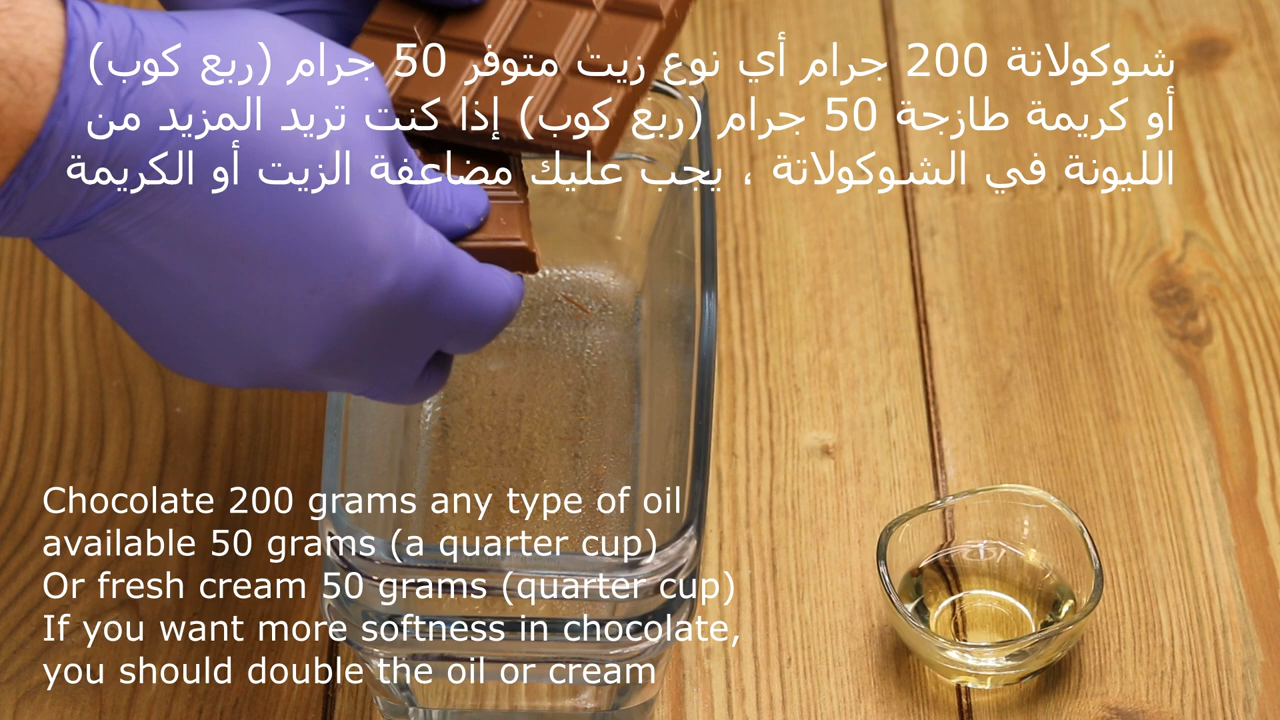 شوكولاتة 200 جرام أي نوع زيت متوفر 50 جرام (ربع كوب)
أو كريمة طازجة 50 جرام (ربع كوب) إذا كنت تريد المزيد من
الليونة في الشوكولاتة ، يجب عليك مضاعفة الزيت أو الكريمة
Chocolate 200 grams any type of oil
available 50 grams (a quarter cup)
Or fresh cream 50 grams (quarter cup)
If you want more softness in chocolate,
you should double the oil or cream